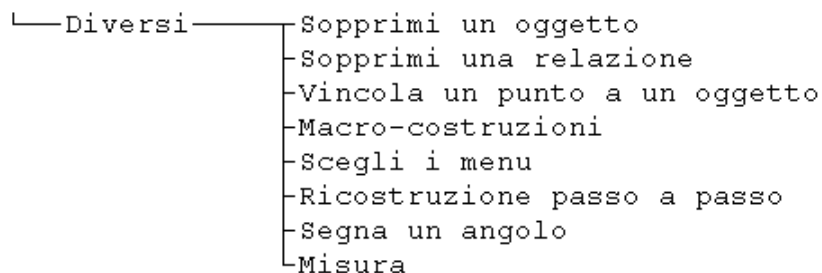 Diversi Sopprimi un oggetto
Sopprimi una relazione
Vincola un punto a un oggetto
Macro-costruzioni
Scegli i menu
Ricostruzione passo a passo
Segna un angolo
Misura